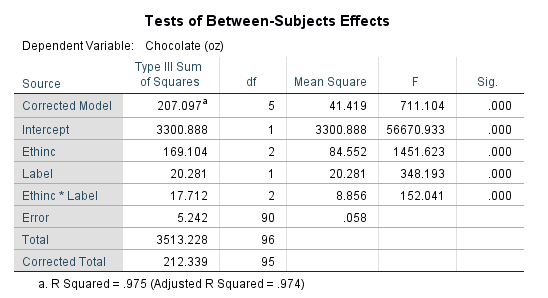 Tests of Between-Subjects Effects
Dependent Variable: Chocolate (oz)
Source Type III Sum of Squares df Mean Square F Sig.
Corrected Model 207.097a 5 41.419 711.104 .000
Intercept 3300.888 1 3300.888 56670.933 .000
Ethinc 169.104 2 84.552 1451.623 .000
Label 20.281 1 20.281 348.193 .000
Ethinc * Label 17.712 2 8.856 152.041 .000
Error 5.242 90 .058
Total 3513.228 96
Corrected Total 212.339 95
a. R Squared = .975 (Adjusted R Squared = .974)